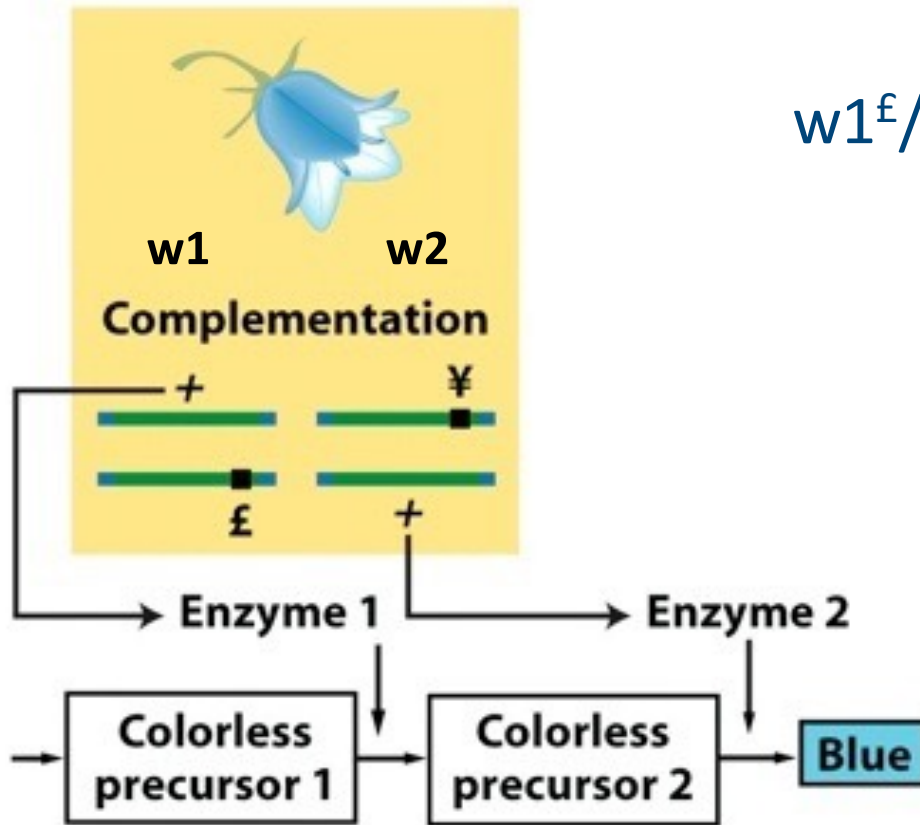 w1£/
w1 w2
Complementation
+ ¥
£ +
Enzyme 1 Enzyme 2
Colorless
precursor 1
Colorless
precursor 2
Blue